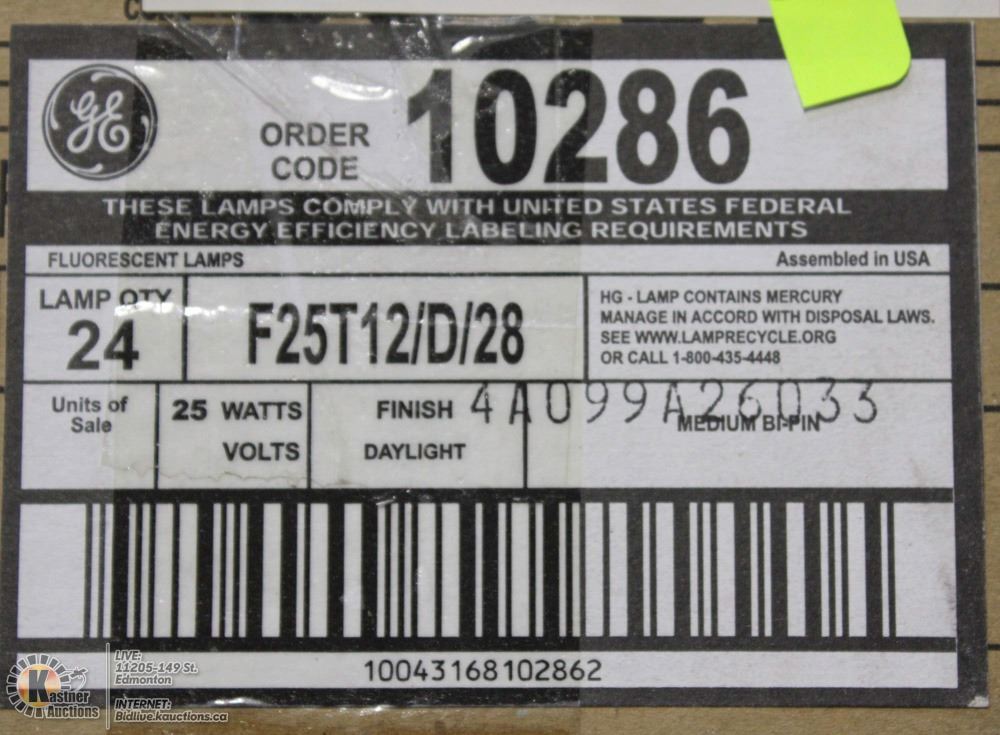 GE
ORDER
CODE
10286
THESE LAMPS COMPLY WITH UNITED STATES FEDERAL
ENERGY EFFICIENCY LABELING REQUIREMENTS
FLUORESCENT LAMPS
Assembled in USA
LAMP QTY
24
F25T12/D/28
HG - LAMP CONTAINS MERCURY
MANAGE IN ACCORD WITH DISPOSAL LAWS.
SEE WWW.LAMPRECYCLE.ORG
OR CALL 1-800-435-4448
Units of
Sale
25 WATTS
VOLTS
FINISH
DAYLIGHT
4A099A26033
MEDIUM BI-PIN
10043168102862
Kastner
Auctions
LIVE:
11205-149 St.
Edmonton
INTERNET:
Bidlive.kauctions.ca